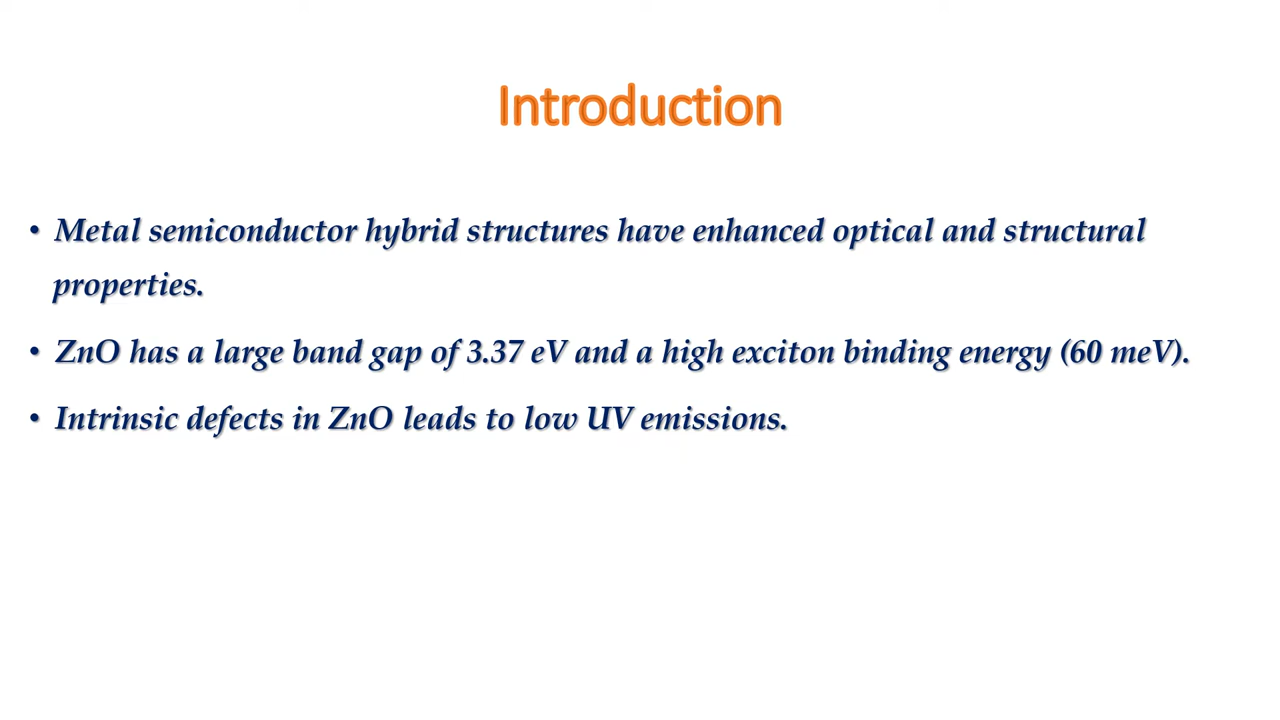 Introduction
• Metal semiconductor hybrid structures have enhanced optical and structural
properties.
• ZnO has a large band gap of 3.37 eV and a high exciton binding energy (60 meV).
• Intrinsic defects in ZnO leads to low UV emissions.